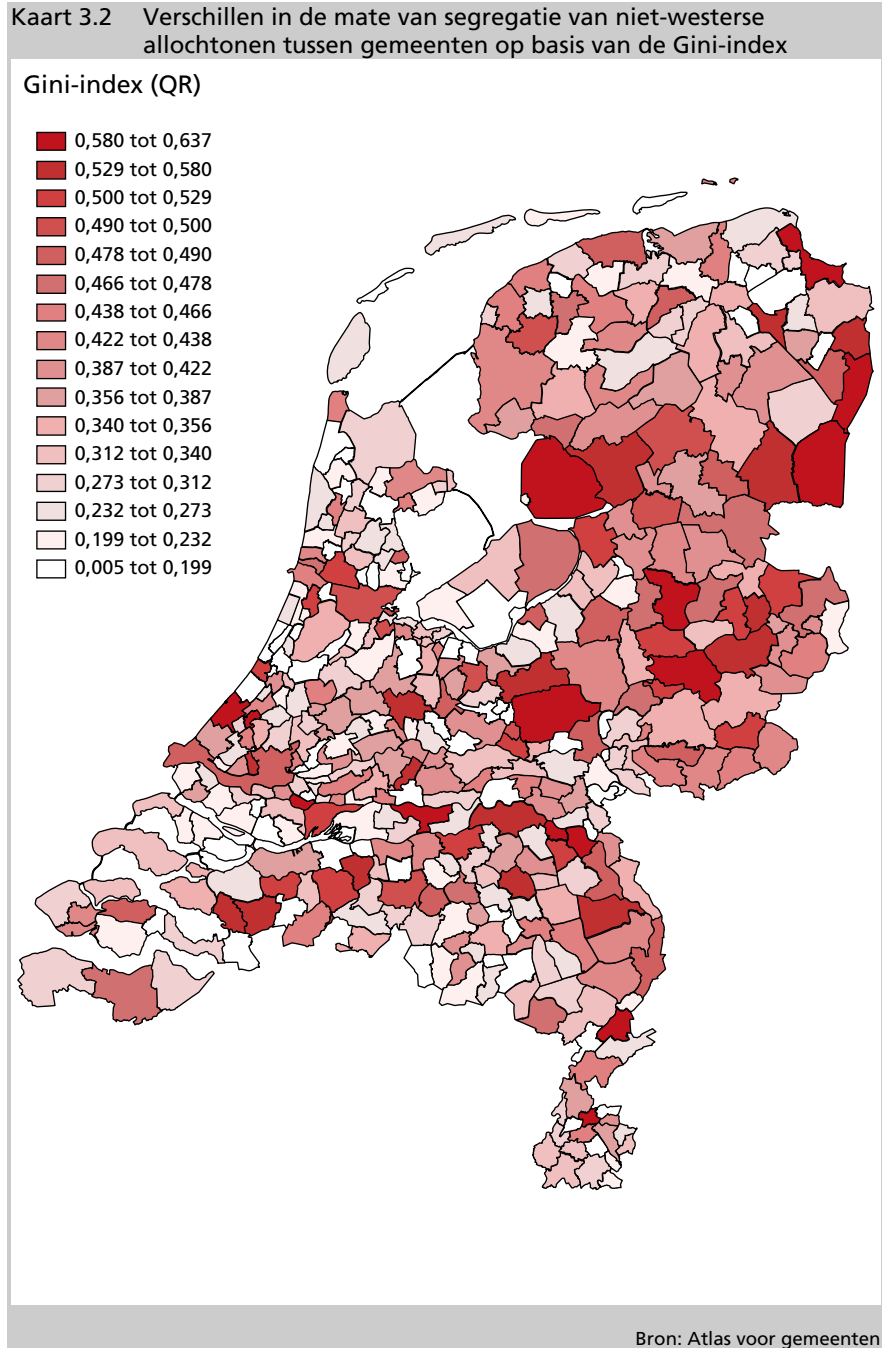 Kaart 3.2 Verschillen in de mate van segregatie van niet-westerse
allochtonen tussen gemeenten op basis van de Gini-index
Gini-index (QR)
0,580 tot 0,637
0,529 tot 0,580
0,500 tot 0,529
0,490 tot 0,500
0,478 tot 0,490
0,466 tot 0,478
0,438 tot 0,466
0,422 tot 0,438
0,387 tot 0,422
0,356 tot 0,387
0,340 tot 0,356
0,312 tot 0,340
0,273 tot 0,312
0,232 tot 0,273
0,199 tot 0,232
0,005 tot 0,199
Bron: Atlas voor gemeenten